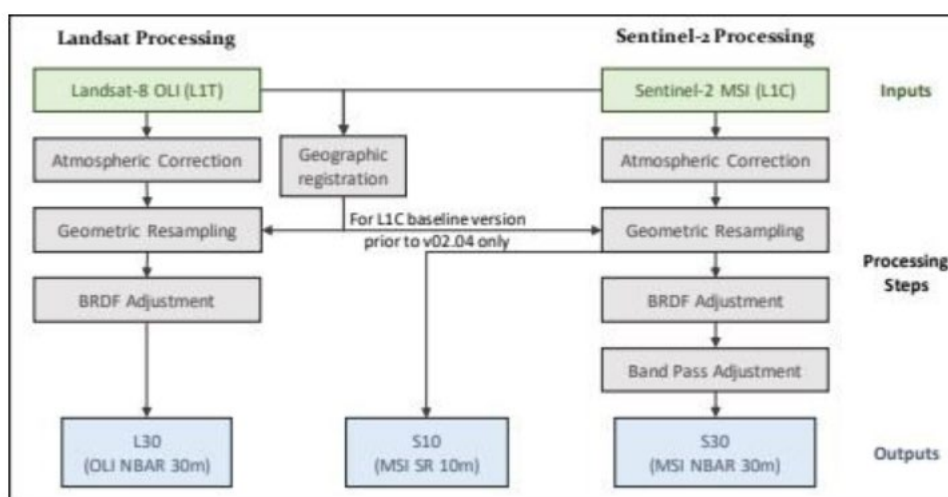 Landsat Processing
Sentinel-2 Processing
Landsat-8 OLI (L1T)
Sentinel-2 MSI (L1C)
Inputs
Atmospheric Correction
Geographic
registration
Atmospheric Correction
Geometric Resampling
For L1C baseline version
prior to v02.04 only
Geometric Resampling
Processing
Steps
BRDF Adjustment
BRDF Adjustment
Band Pass Adjustment
L30
(OLI NBAR 30m)
S10
(MSI SR 10m)
S30
(MSI NBAR 30m)
Outputs